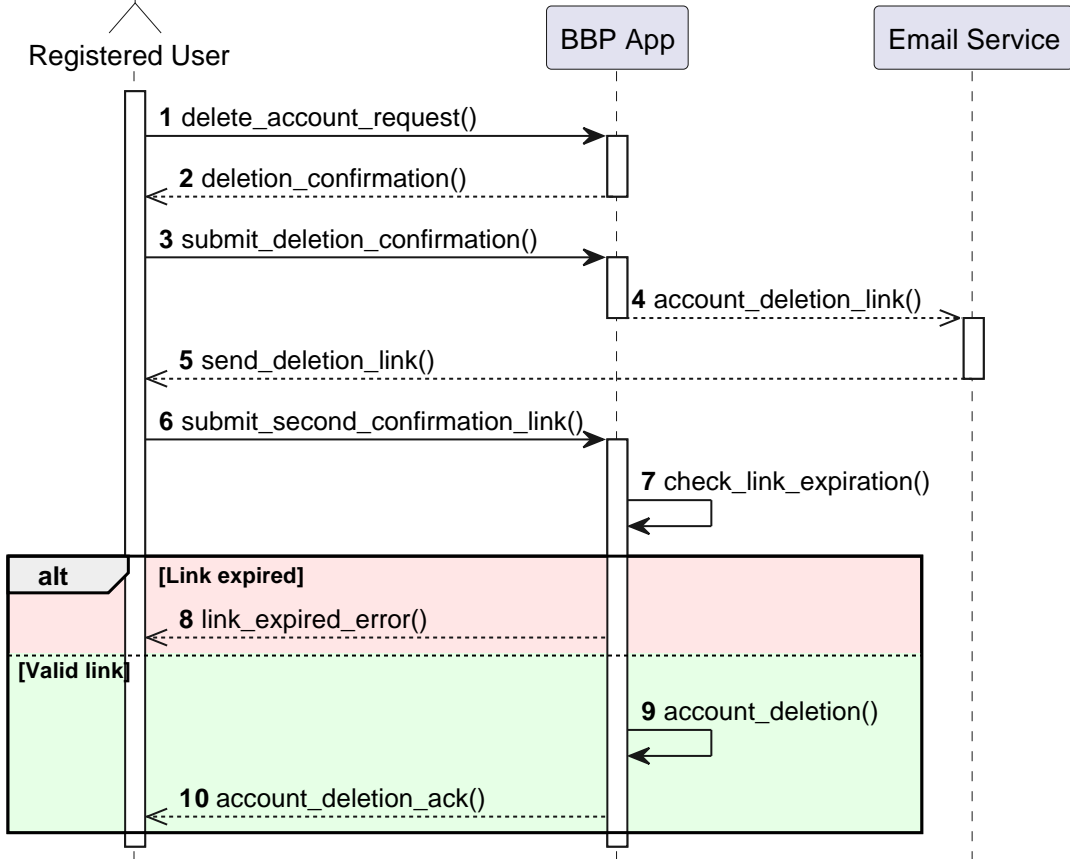 Registered User
BBP App
Email Service
1 delete_account_request()
2 deletion_confirmation()
3 submit_deletion_confirmation()
4 account_deletion_link()
5 send_deletion_link()
6 submit_second_confirmation_link()
7 check_link_expiration()
alt [Link expired]
8 link_expired_error()
[Valid link]
9 account_deletion()
10 account_deletion_ack()